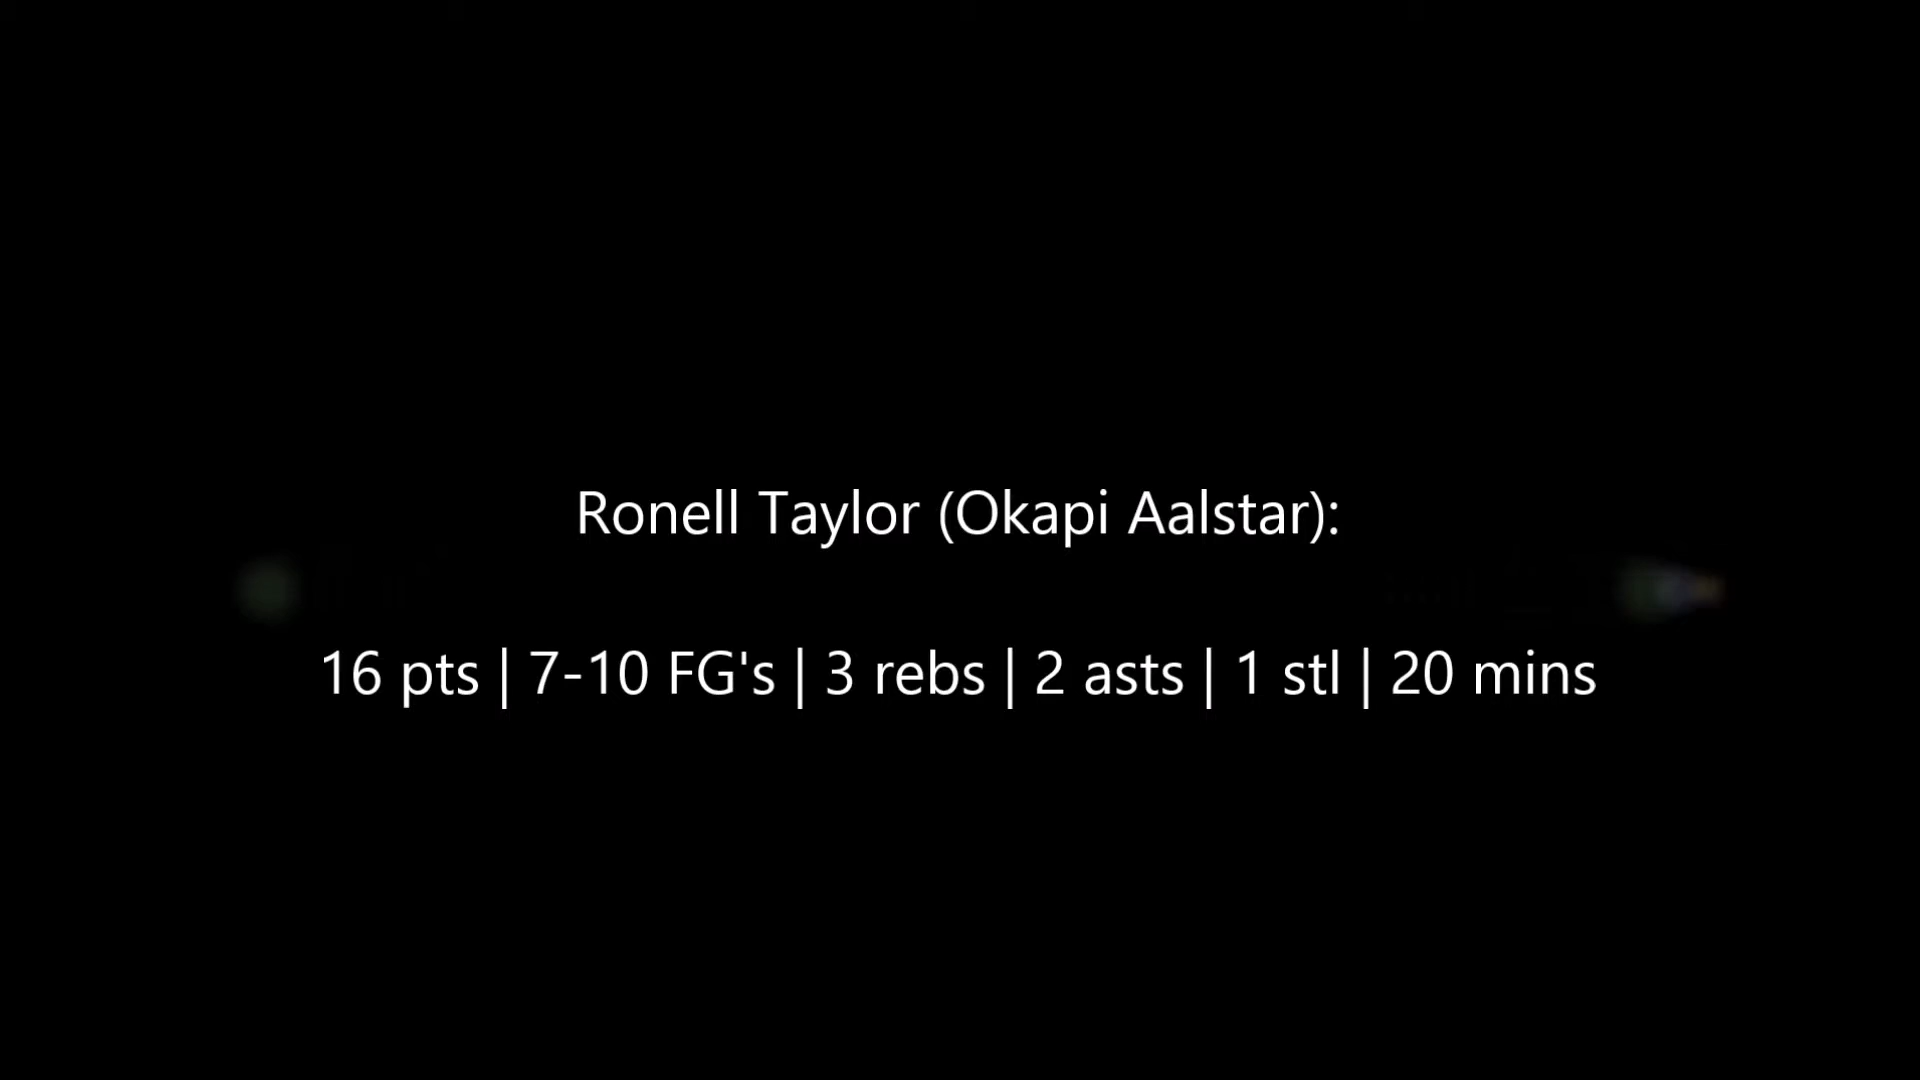 Ronell Taylor (Okapi Aalstar):
16 pts | 7-10 FG's | 3 rebs | 2 asts | 1 stl | 20 mins